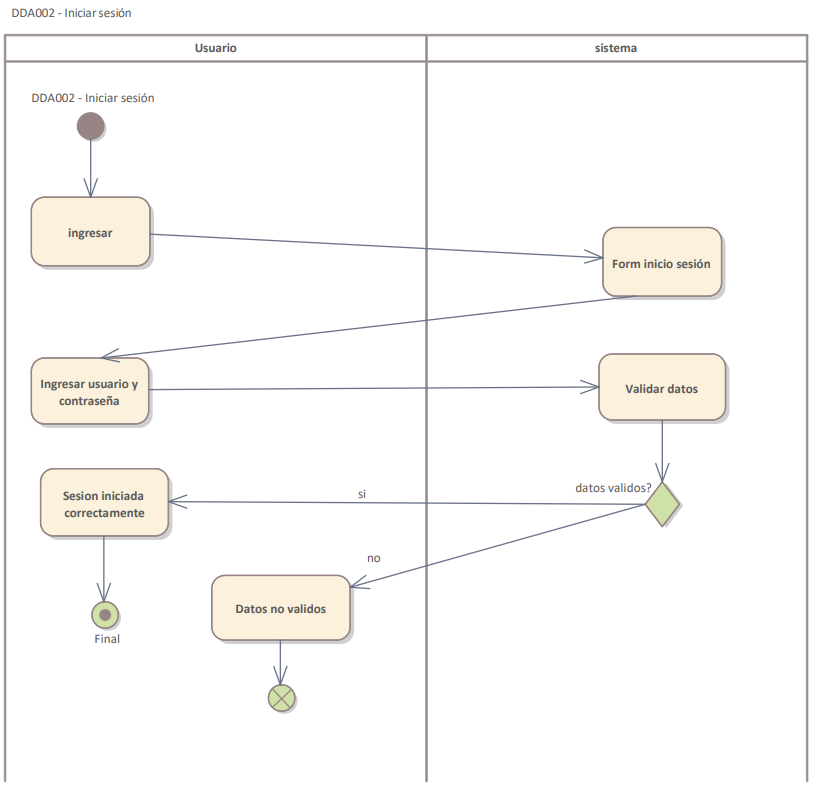 DDA002 - Iniciar sesión
Usuario
sistema
DDA002 - Iniciar sesión
ingresar
Form inicio sesión
Ingresar usuario y
contraseña
Validar datos
datos validos?
si
Sesion iniciada
correctamente
no
Datos no validos
Final